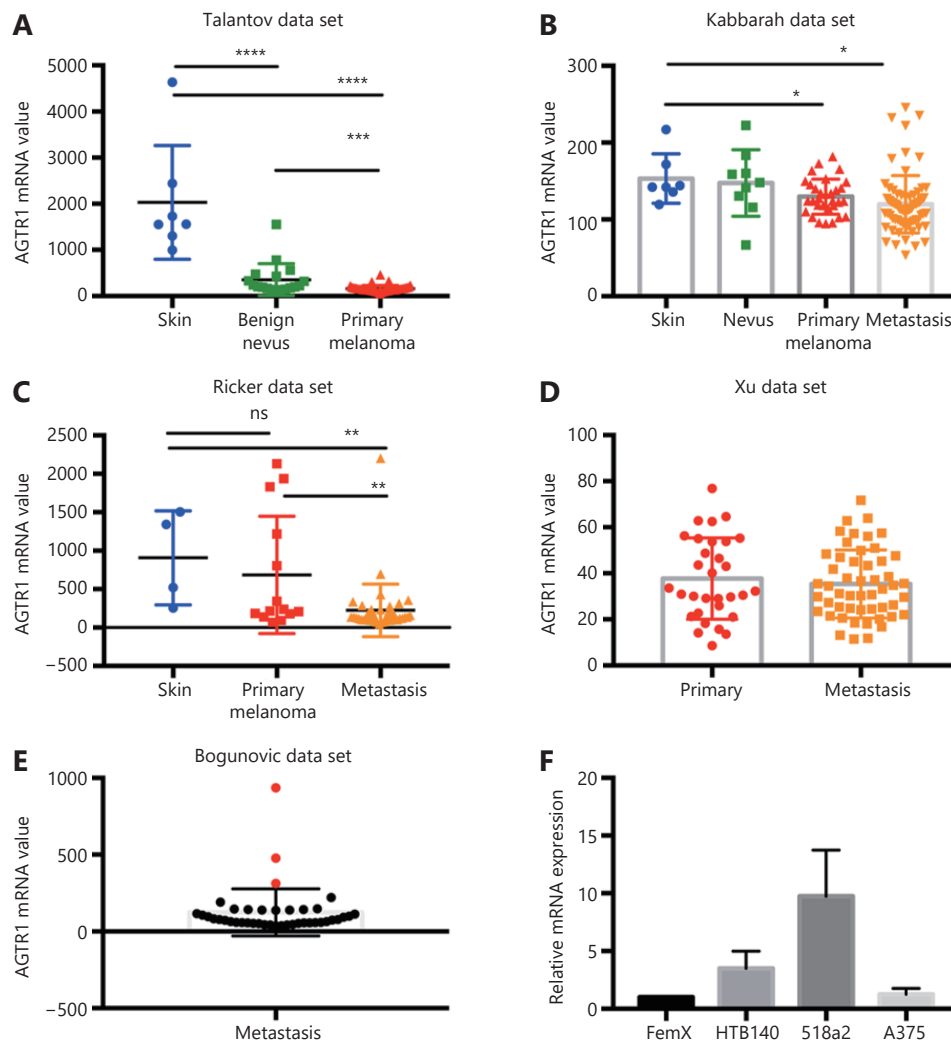 A
Talantov data set
****
****
***
AGTR1 mRNA value
5000
4000
3000
2000
1000
0
Skin
Benign
nevus
Primary
melanoma
B
Kabbarah data set
*
*
AGTR1 mRNA value
300
200
100
0
Skin
Nevus
Primary
melanoma
Metastasis
C
Ricker data set
ns
**
**
AGTR1 mRNA value
2500
2000
1500
1000
500
0
−500
Skin
Primary
melanoma
Metastasis
D
Xu data set
AGTR1 mRNA value
100
80
60
40
20
0
Primary
Metastasis
E
Bogunovic data set
AGTR1 mRNA value
1000
500
0
−500
Metastasis
F
Relative mRNA expression
20
15
10
5
0
FemX
HTB140
518a2
A375